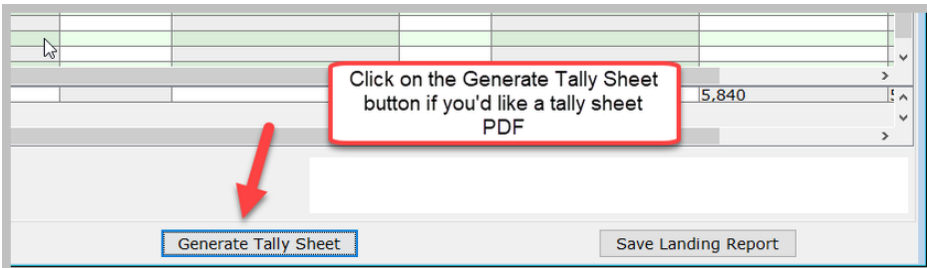 Click on the Generate Tally Sheet
button if you'd like a tally sheet
PDF
5,840
Generate Tally Sheet
Save Landing Report